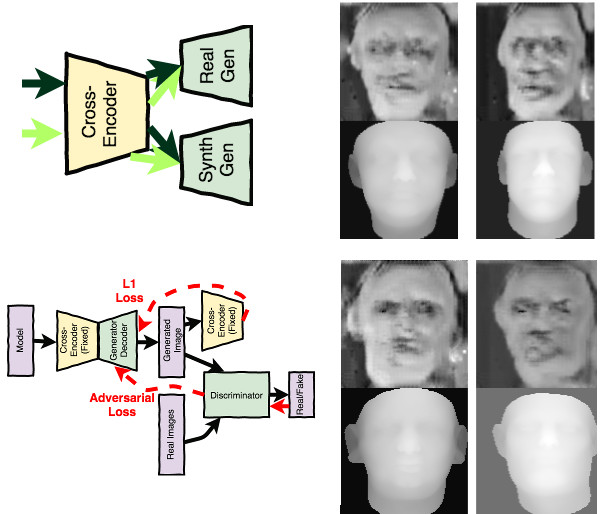 Cross-
Encoder
Real
Gen
Synth
Gen
L1
Loss
Model
Cross-
Encoder
(Fixed)
Generator
Decoder
Generated
Image
Cross-
Encoder
(Fixed)
Adversarial
Loss
Discriminator
Real/Fake
Real Images